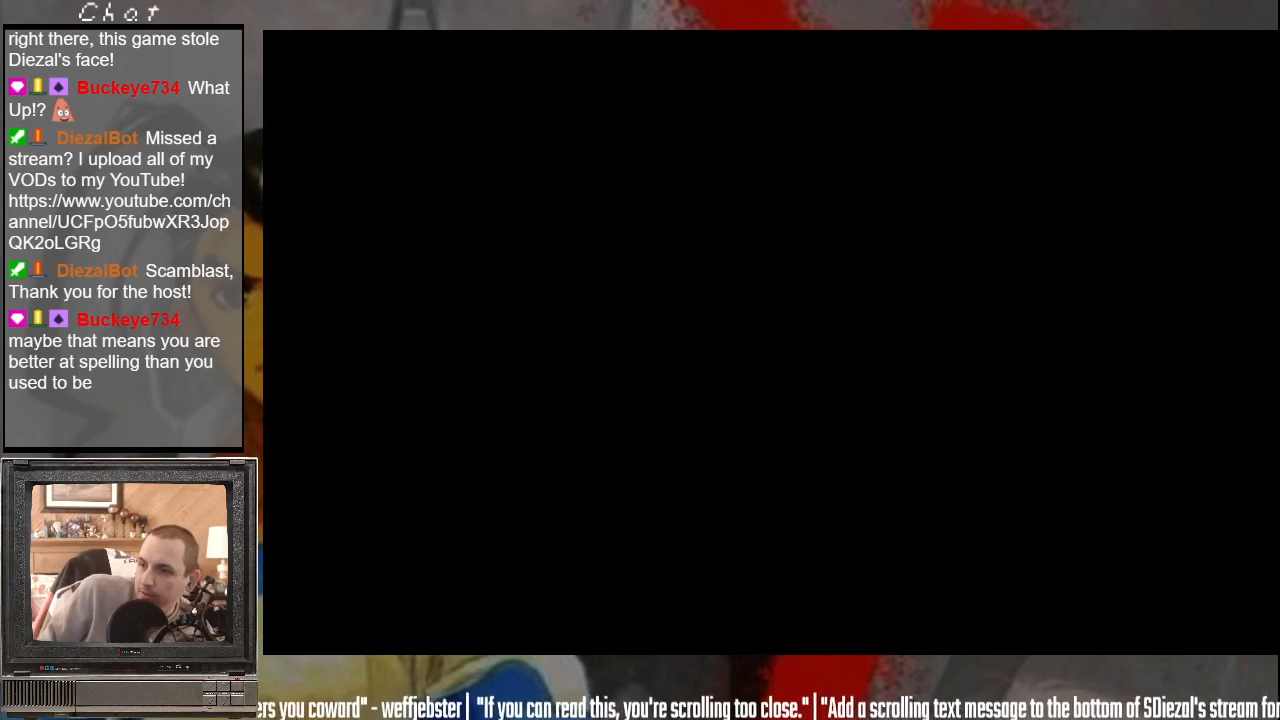 Chat
right there, this game stole
Diezal's face!
Buckeye734 What
Up!?
DiezalBot Missed a
stream? I upload all of my
VODs to my YouTube!
https://www.youtube.com/ch
annel/UCFpO5fubwXR3Jop
QK2oLGRg
DiezalBot Scamblast,
Thank you for the host!
Buckeye734
maybe that means you are
better at spelling than you
used to be
ers you coward" - weffjebster | "If you can read this, you're scrolling too close." | "Add a scrolling text message to the bottom of SDiezal's stream fo